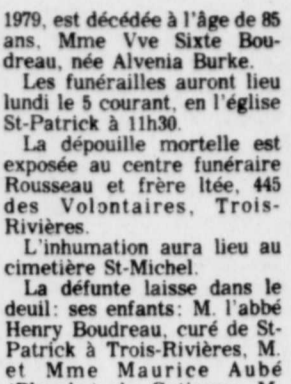 1979, est décédée à l'âge de 85
ans, Mme Vve Sixte Bou-
dreau, née Alvenia Burke.
Les funérailles auront lieu
lundi le 5 courant, en l'église
St-Patrick à 11h30.
La dépouille mortelle est
exposée au centre funéraire
Rousseau et frère ltée, 445
des Volontaires, Trois-
Rivières.
L'inhumation aura lieu au
cimetière St-Michel.
La défunte laisse dans le
deuil: ses enfants: M. l'abbé
Henry Boudreau, curé de St-
Patrick à Trois-Rivières, M.
et Mme Maurice Aubé